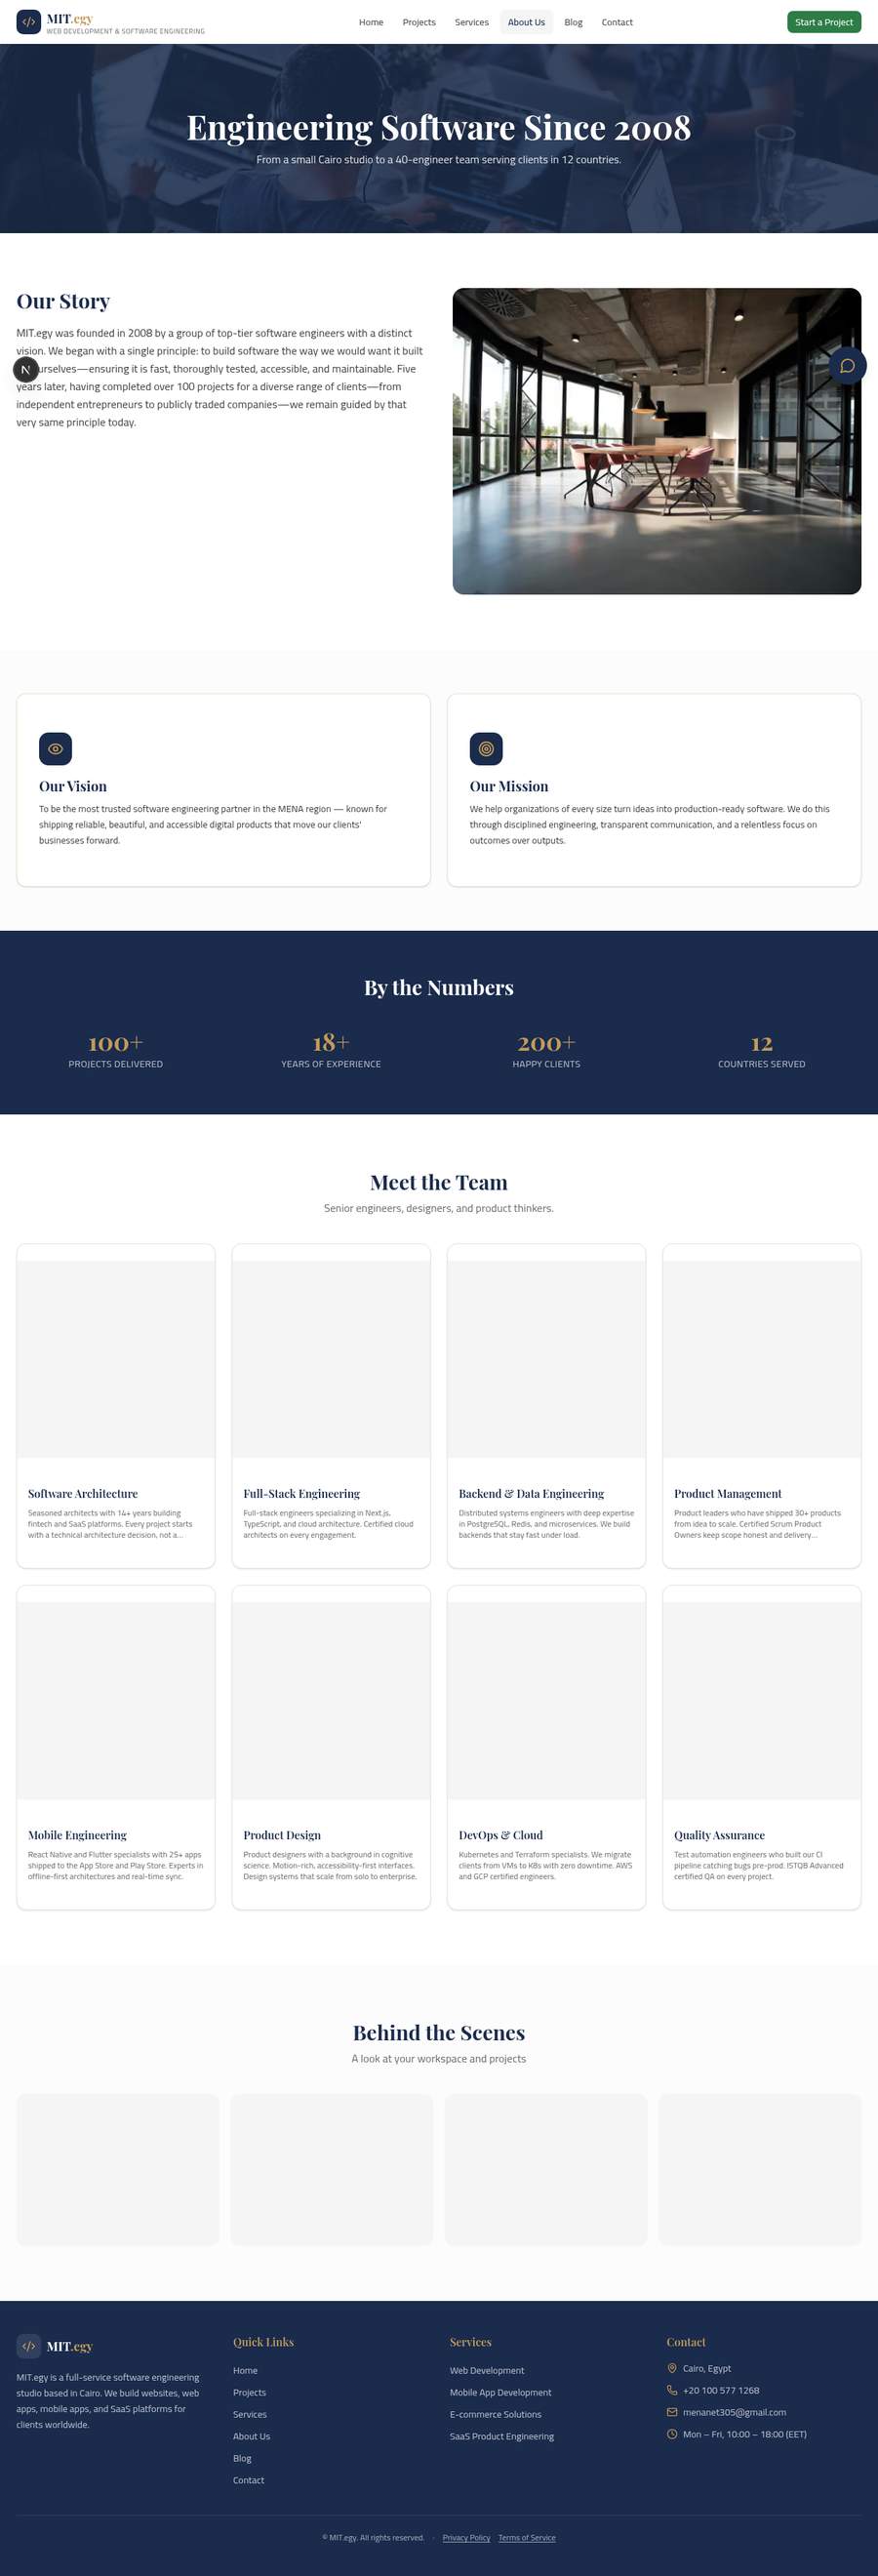 MIT.egy
WEB DEVELOPMENT & SOFTWARE ENGINEERING
Home
Projects
Services
About Us
Blog
Contact
Start a Project
Engineering Software Since 2008
From a small Cairo studio to a 40-engineer team serving clients in 12 countries.
Our Story
MIT.egy was founded in 2008 by a group of top-tier software engineers with a distinct
vision. We began with a single principle: to build software the way we would want it built
urselves—ensuring it is fast, thoroughly tested, accessible, and maintainable. Five
years later, having completed over 100 projects for a diverse range of clients—from
independent entrepreneurs to publicly traded companies—we remain guided by that
very same principle today.
N
Our Vision
To be the most trusted software engineering partner in the MENA region — known for
shipping reliable, beautiful, and accessible digital products that move our clients'
businesses forward.
Our Mission
We help organizations of every size turn ideas into production-ready software. We do this
through disciplined engineering, transparent communication, and a relentless focus on
outcomes over outputs.
By the Numbers
100+
PROJECTS DELIVERED
18+
YEARS OF EXPERIENCE
200+
HAPPY CLIENTS
12
COUNTRIES SERVED
Meet the Team
Senior engineers, designers, and product thinkers.
Software Architecture
Seasoned architects with 14+ years building
fintech and SaaS platforms. Every project starts
with a technical architecture decision, not a...
Full-Stack Engineering
Full-stack engineers specializing in Next.js,
TypeScript, and cloud architecture. Certified cloud
architects on every engagement.
Backend & Data Engineering
Distributed systems engineers with deep expertise
in PostgreSQL, Redis, and microservices. We build
backends that stay fast under load.
Product Management
Product leaders who have shipped 30+ products
from idea to scale. Certified Scrum Product
Owners keep scope honest and delivery...
Mobile Engineering
React Native and Flutter specialists with 25+ apps
shipped to the App Store and Play Store. Experts in
offline-first architectures and real-time sync.
Product Design
Product designers with a background in cognitive
science. Motion-rich, accessibility-first interfaces.
Design systems that scale from solo to enterprise.
DevOps & Cloud
Kubernetes and Terraform specialists. We migrate
clients from VMs to K8s with zero downtime. AWS
and GCP certified engineers.
Quality Assurance
Test automation engineers who built our CI
pipeline catching bugs pre-prod. ISTQB Advanced
certified QA on every project.
Behind the Scenes
A look at your workspace and projects
MIT.egy
MIT.egy is a full-service software engineering
studio based in Cairo. We build websites, web
apps, mobile apps, and SaaS platforms for
clients worldwide.
Quick Links
Home
Projects
Services
About Us
Blog
Contact
Services
Web Development
Mobile App Development
E-commerce Solutions
SaaS Product Engineering
Contact
Cairo, Egypt
+20 100 577 1268
menanet305@gmail.com
Mon – Fri, 10:00 – 18:00 (EET)
© MIT.egy. All rights reserved. · Privacy Policy Terms of Service